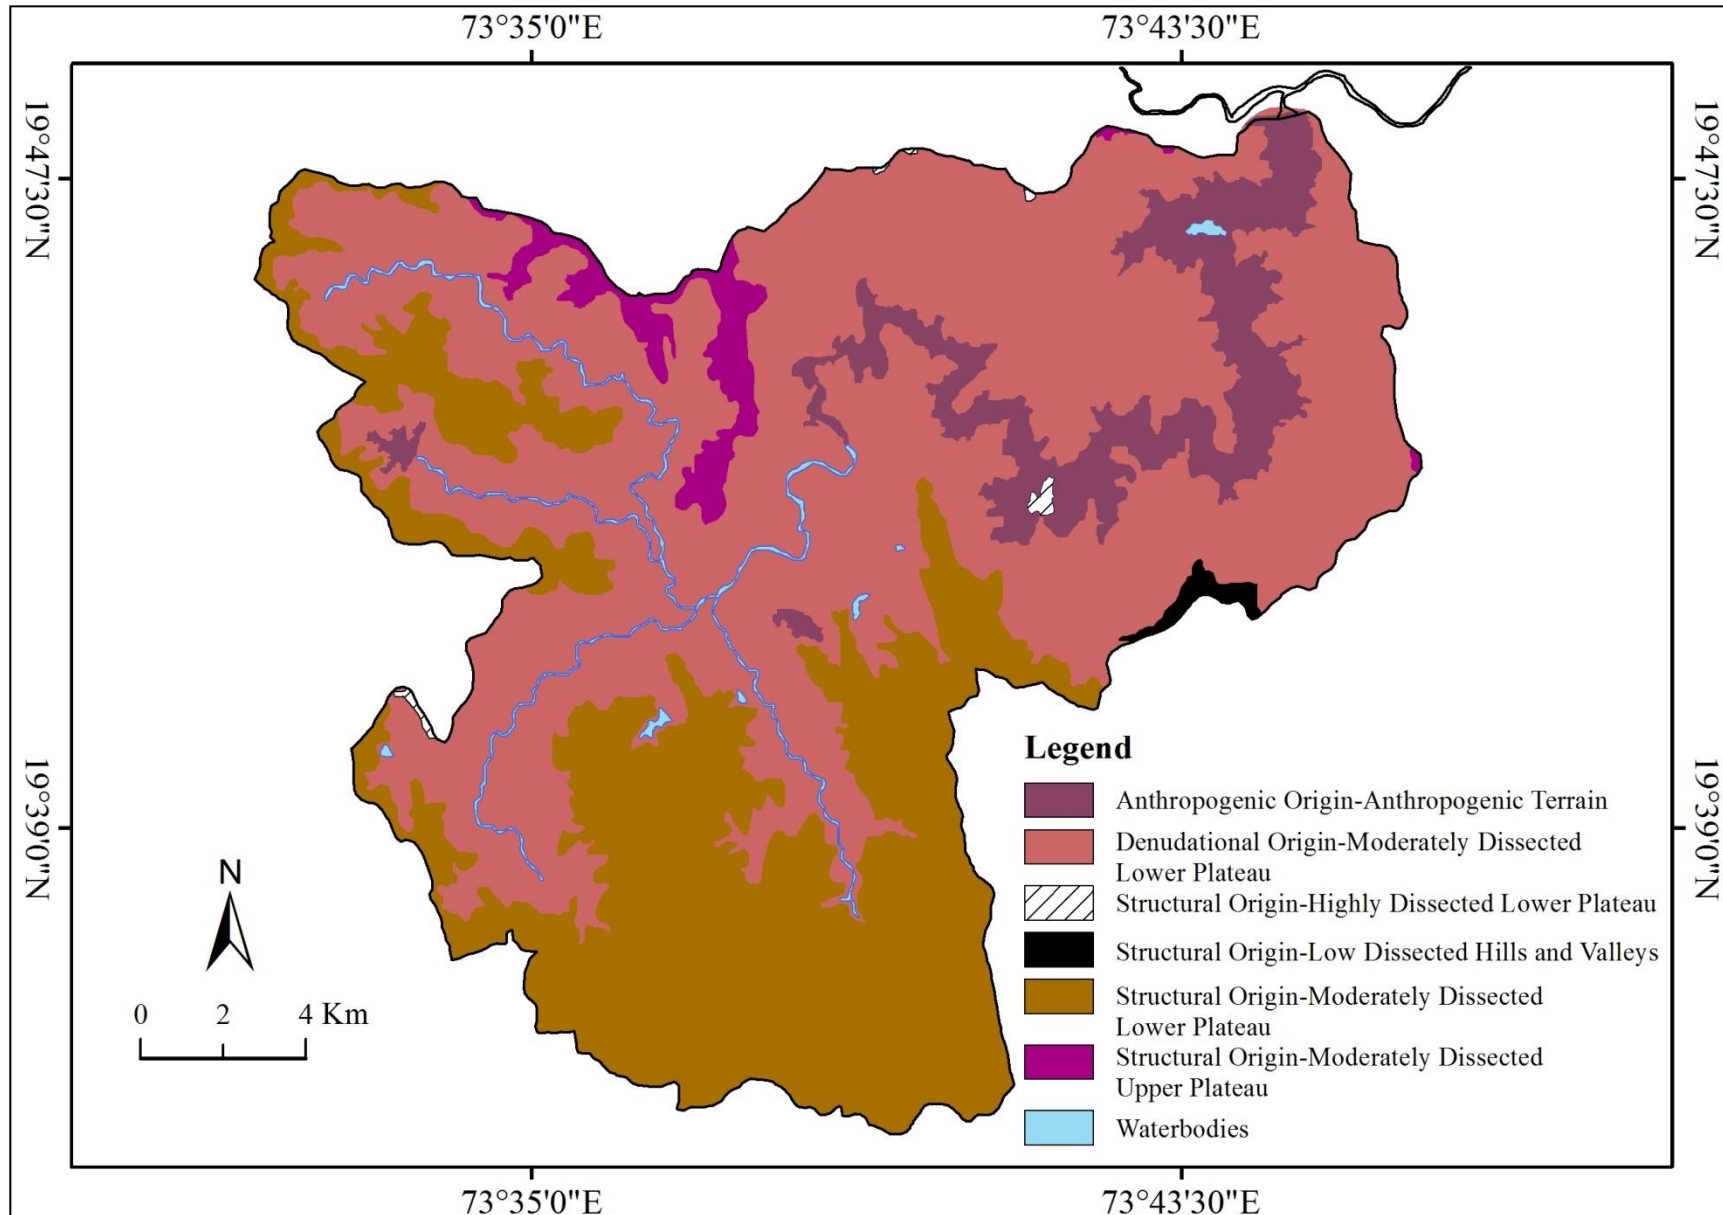 73°35'0"E 73°43'30"E
19°47'30"N 19°47'30"N
19°39'0"N 19°39'0"N
N
0 2 4 Km
Legend
Anthropogenic Origin-Anthropogenic Terrain
Denudational Origin-Moderately Dissected
Lower Plateau
Structural Origin-Highly Dissected Lower Plateau
Structural Origin-Low Dissected Hills and Valleys
Structural Origin-Moderately Dissected
Lower Plateau
Structural Origin-Moderately Dissected
Upper Plateau
Waterbodies
73°35'0"E 73°43'30"E